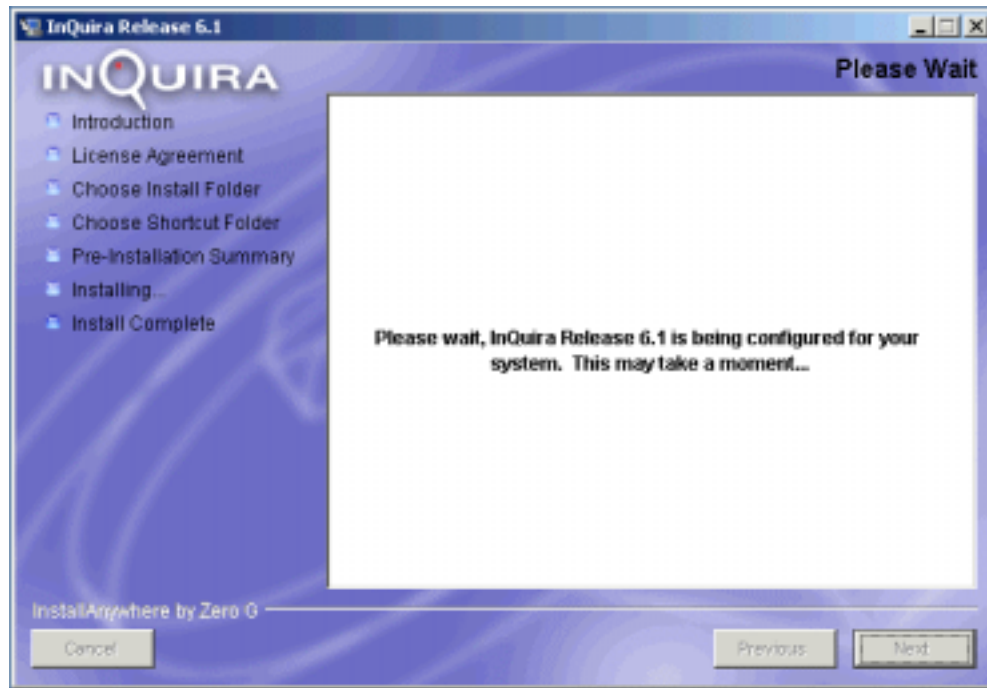 InQuira Release 6.1
INQUIRA
Please Wait
Introduction
License Agreement
Choose Install Folder
Choose Shortcut Folder
Pre-Installation Summary
Installing...
Install Complete
Please wait, InQuira Release 6.1 is being configured for your
system. This may take a moment...
InstallAnywhere by Zero G
Cancel
Previous
Next